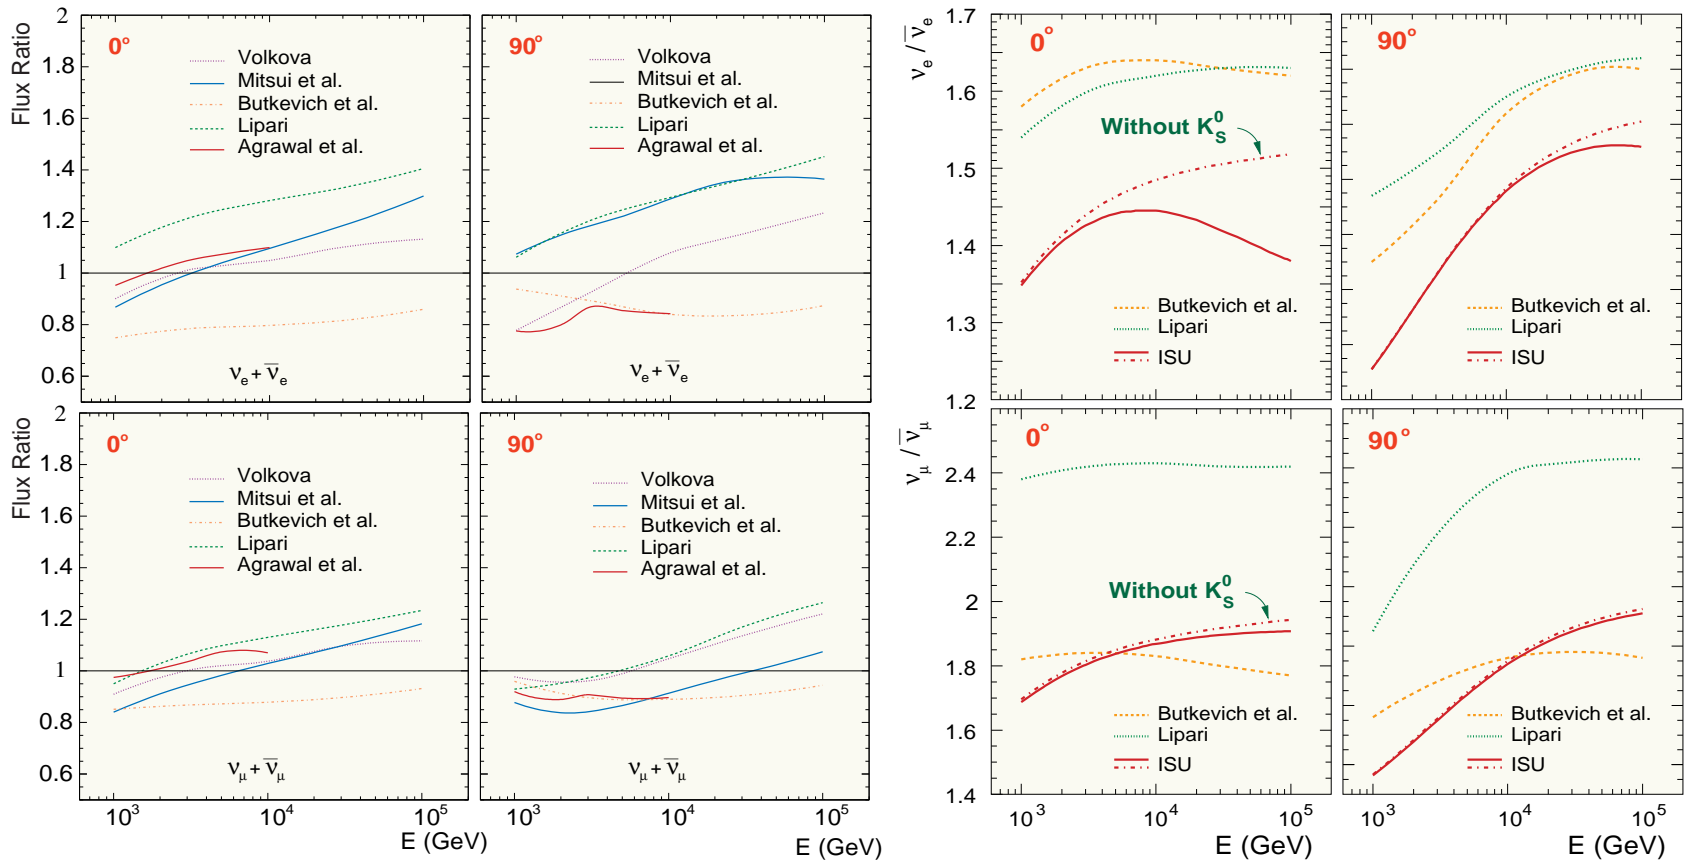 Flux Ratio
2
1.8
1.6
1.4
1.2
1
0.8
0.6
0°
Volkova
Mitsui et al.
Butkevich et al.
Lipari
Agrawal et al.
νe + ν̅e
90°
Volkova
Mitsui et al.
Butkevich et al.
Lipari
Agrawal et al.
νe + ν̅e
Flux Ratio
2
1.8
1.6
1.4
1.2
1
0.8
0.6
0°
Volkova
Mitsui et al.
Butkevich et al.
Lipari
Agrawal et al.
νμ + ν̅μ
10³ 10⁴ 10⁵
E (GeV)
90°
Volkova
Mitsui et al.
Butkevich et al.
Lipari
Agrawal et al.
νμ + ν̅μ
10³ 10⁴ 10⁵
E (GeV)
νe / ν̅e
1.7
1.6
1.5
1.4
1.3
1.2
0°
Without K⁰S
Butkevich et al.
Lipari
ISU
90°
Butkevich et al.
Lipari
ISU
νμ / ν̅μ
2.4
2.2
2
1.8
1.6
1.4
0°
Without K⁰S
Butkevich et al.
Lipari
ISU
10³ 10⁴ 10⁵
E (GeV)
90°
Butkevich et al.
Lipari
ISU
10³ 10⁴ 10⁵
E (GeV)